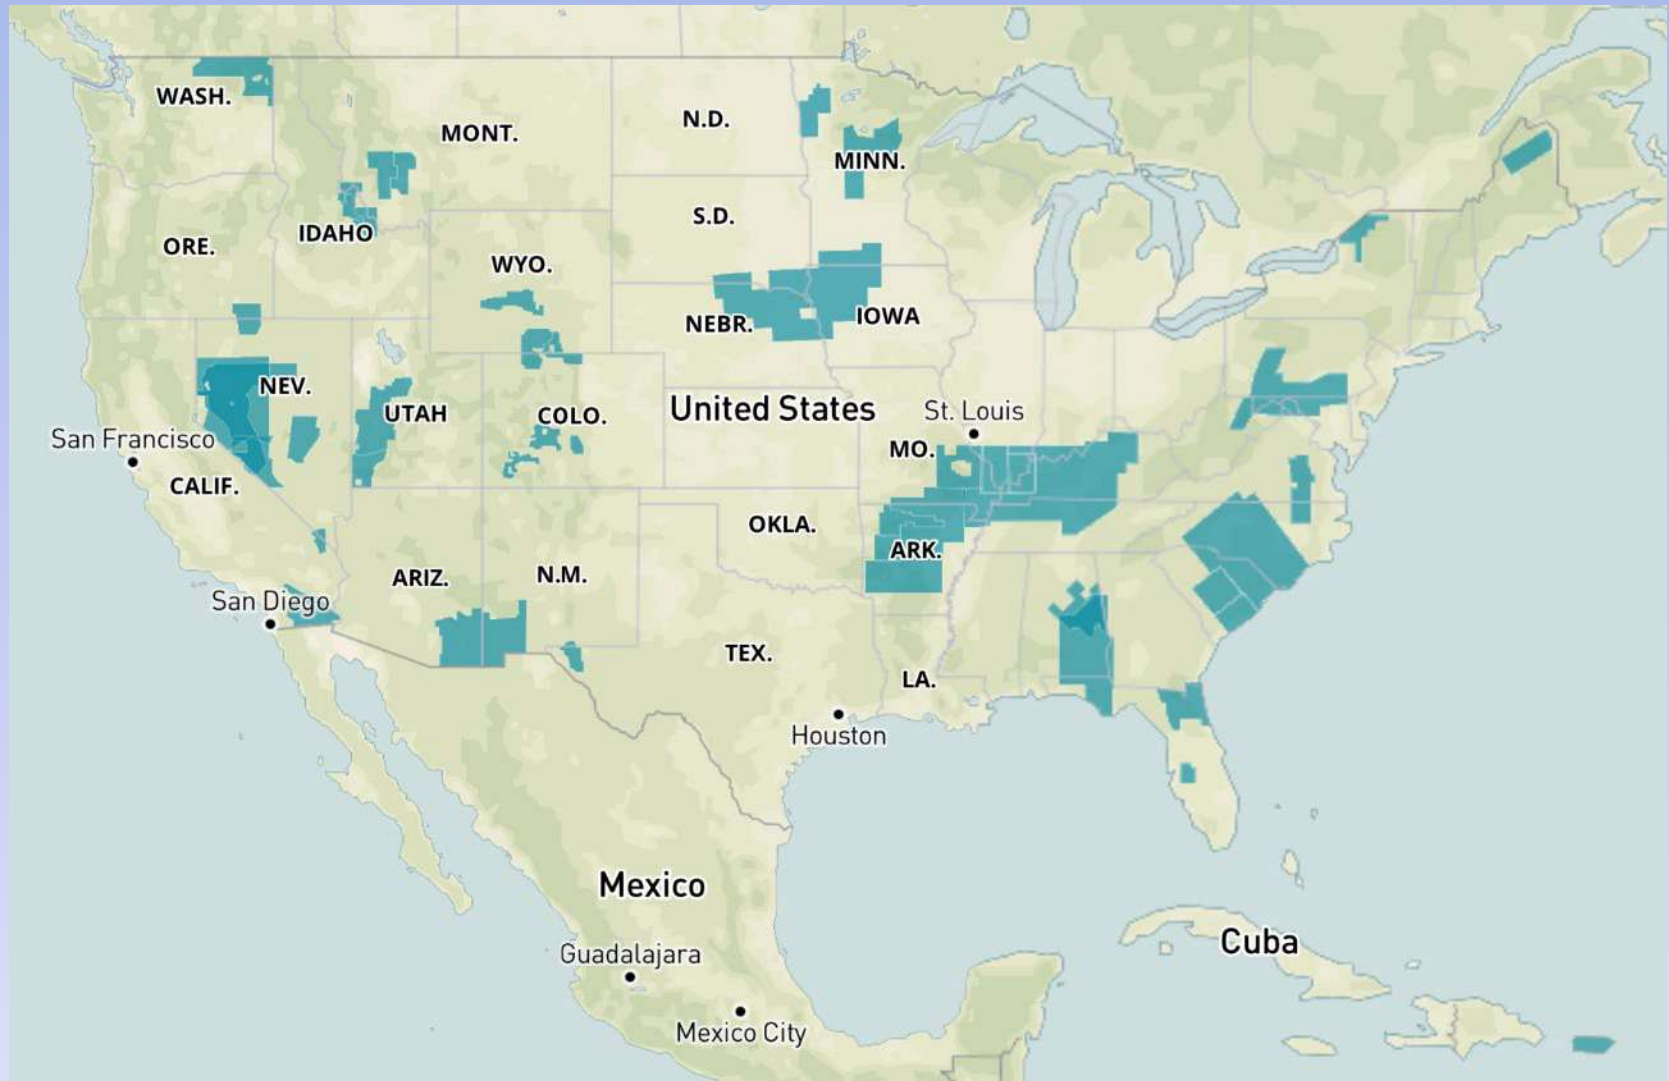 WASH.
MONT.
N.D.
MINN.
ORE.
IDAHO
S.D.
WYO.
NEBR.
IOWA
NEV.
UTAH
COLO.
United States
St. Louis
San Francisco
MO.
CALIF.
OKLA.
ARK.
ARIZ.
N.M.
San Diego
TEX.
LA.
Houston
Mexico
Cuba
Guadalajara
Mexico City